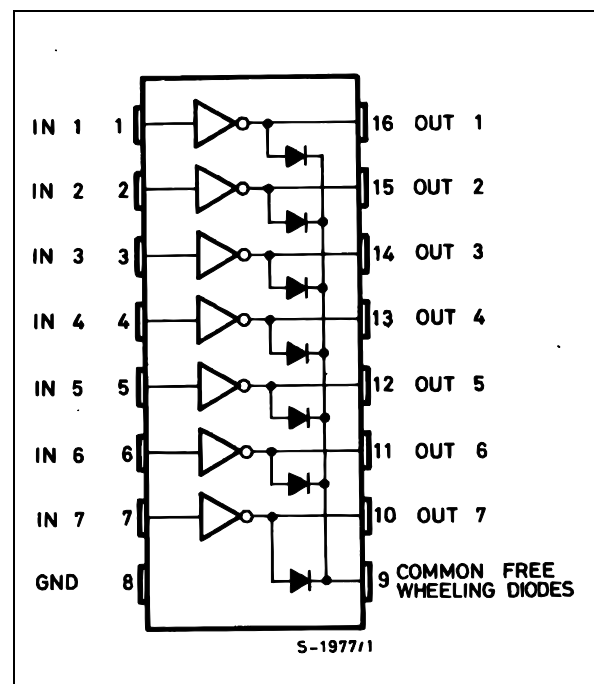 IN 1 1 16 OUT 1
IN 2 2 15 OUT 2
IN 3 3 14 OUT 3
IN 4 4 13 OUT 4
IN 5 5 12 OUT 5
IN 6 6 11 OUT 6
IN 7 7 10 OUT 7
GND 8 9 COMMON FREE
WHEELING DIODES
S-1977/1